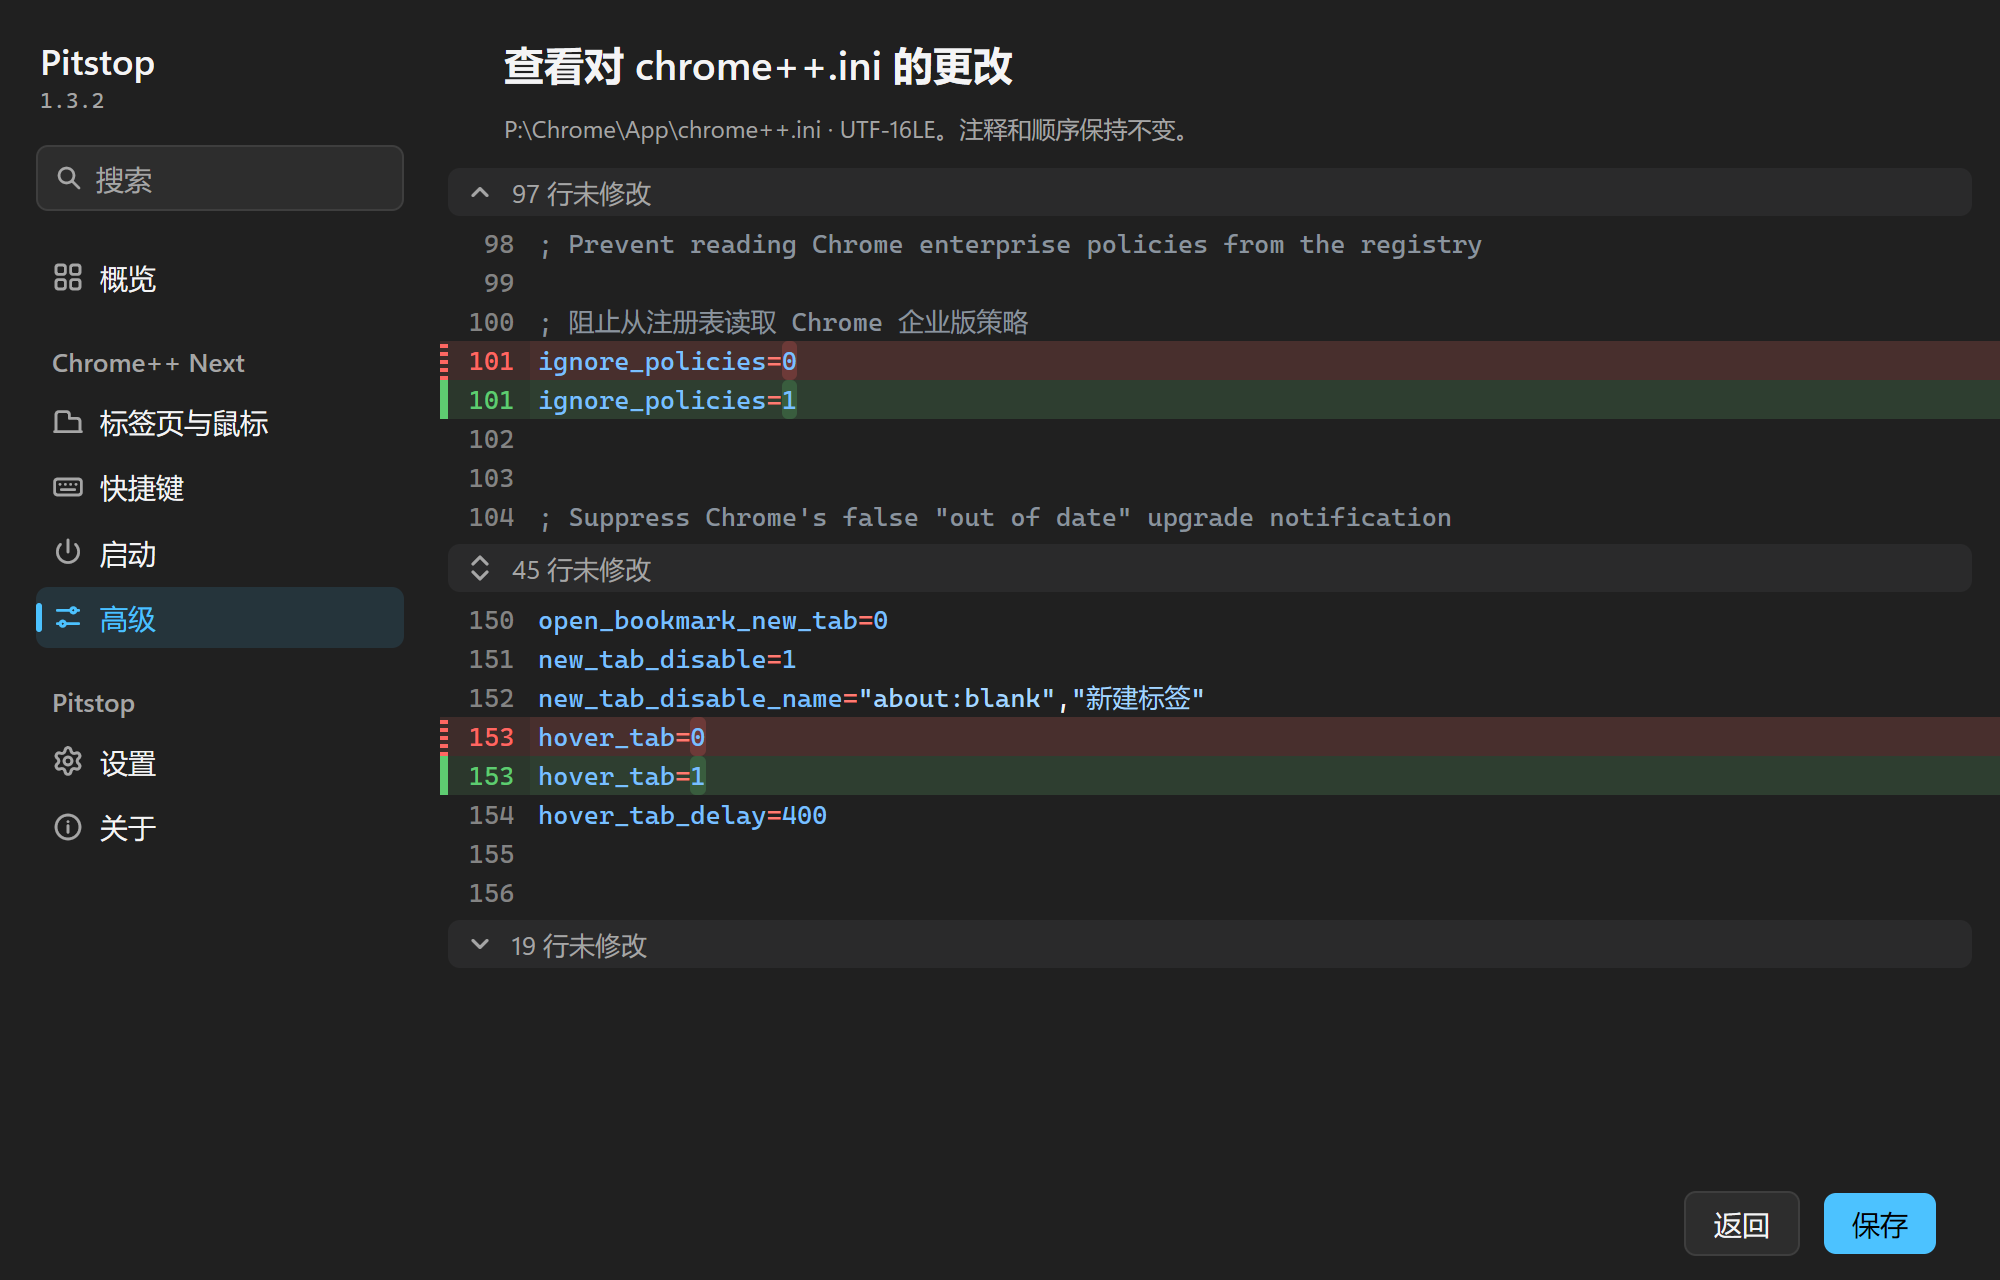 Pitstop
1.3.2
搜索
概览
Chrome++ Next
标签页与鼠标
快捷键
启动
高级
Pitstop
设置
关于
查看对 chrome++.ini 的更改
P:\Chrome\App\chrome++.ini · UTF-16LE。注释和顺序保持不变。
97 行未修改
98 ; Prevent reading Chrome enterprise policies from the registry
99
100 ; 阻止从注册表读取 Chrome 企业版策略
101 ignore_policies=0
101 ignore_policies=1
102
103
104 ; Suppress Chrome's false "out of date" upgrade notification
45 行未修改
150 open_bookmark_new_tab=0
151 new_tab_disable=1
152 new_tab_disable_name="about:blank","新建标签"
153 hover_tab=0
153 hover_tab=1
154 hover_tab_delay=400
155
156
19 行未修改
返回
保存